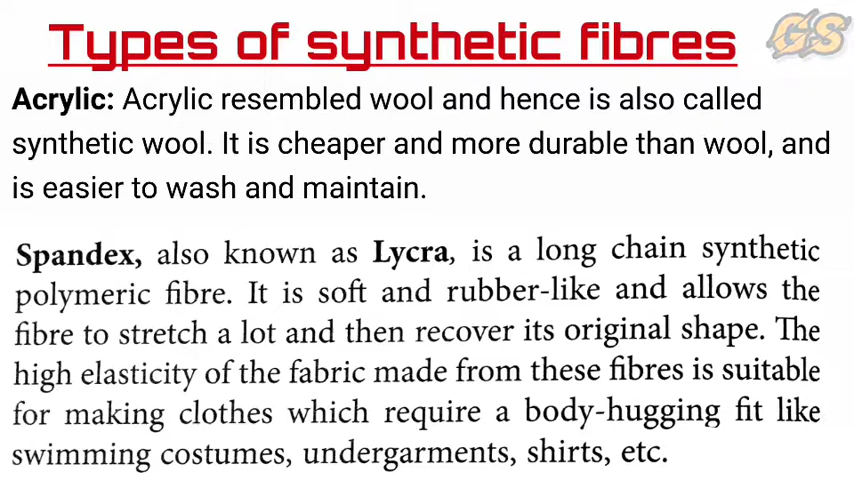 Types of synthetic fibres
GS
Acrylic: Acrylic resembled wool and hence is also called
synthetic wool. It is cheaper and more durable than wool, and
is easier to wash and maintain.
Spandex, also known as Lycra, is a long chain synthetic
polymeric fibre. It is soft and rubber-like and allows the
fibre to stretch a lot and then recover its original shape. The
high elasticity of the fabric made from these fibres is suitable
for making clothes which require a body-hugging fit like
swimming costumes, undergarments, shirts, etc.